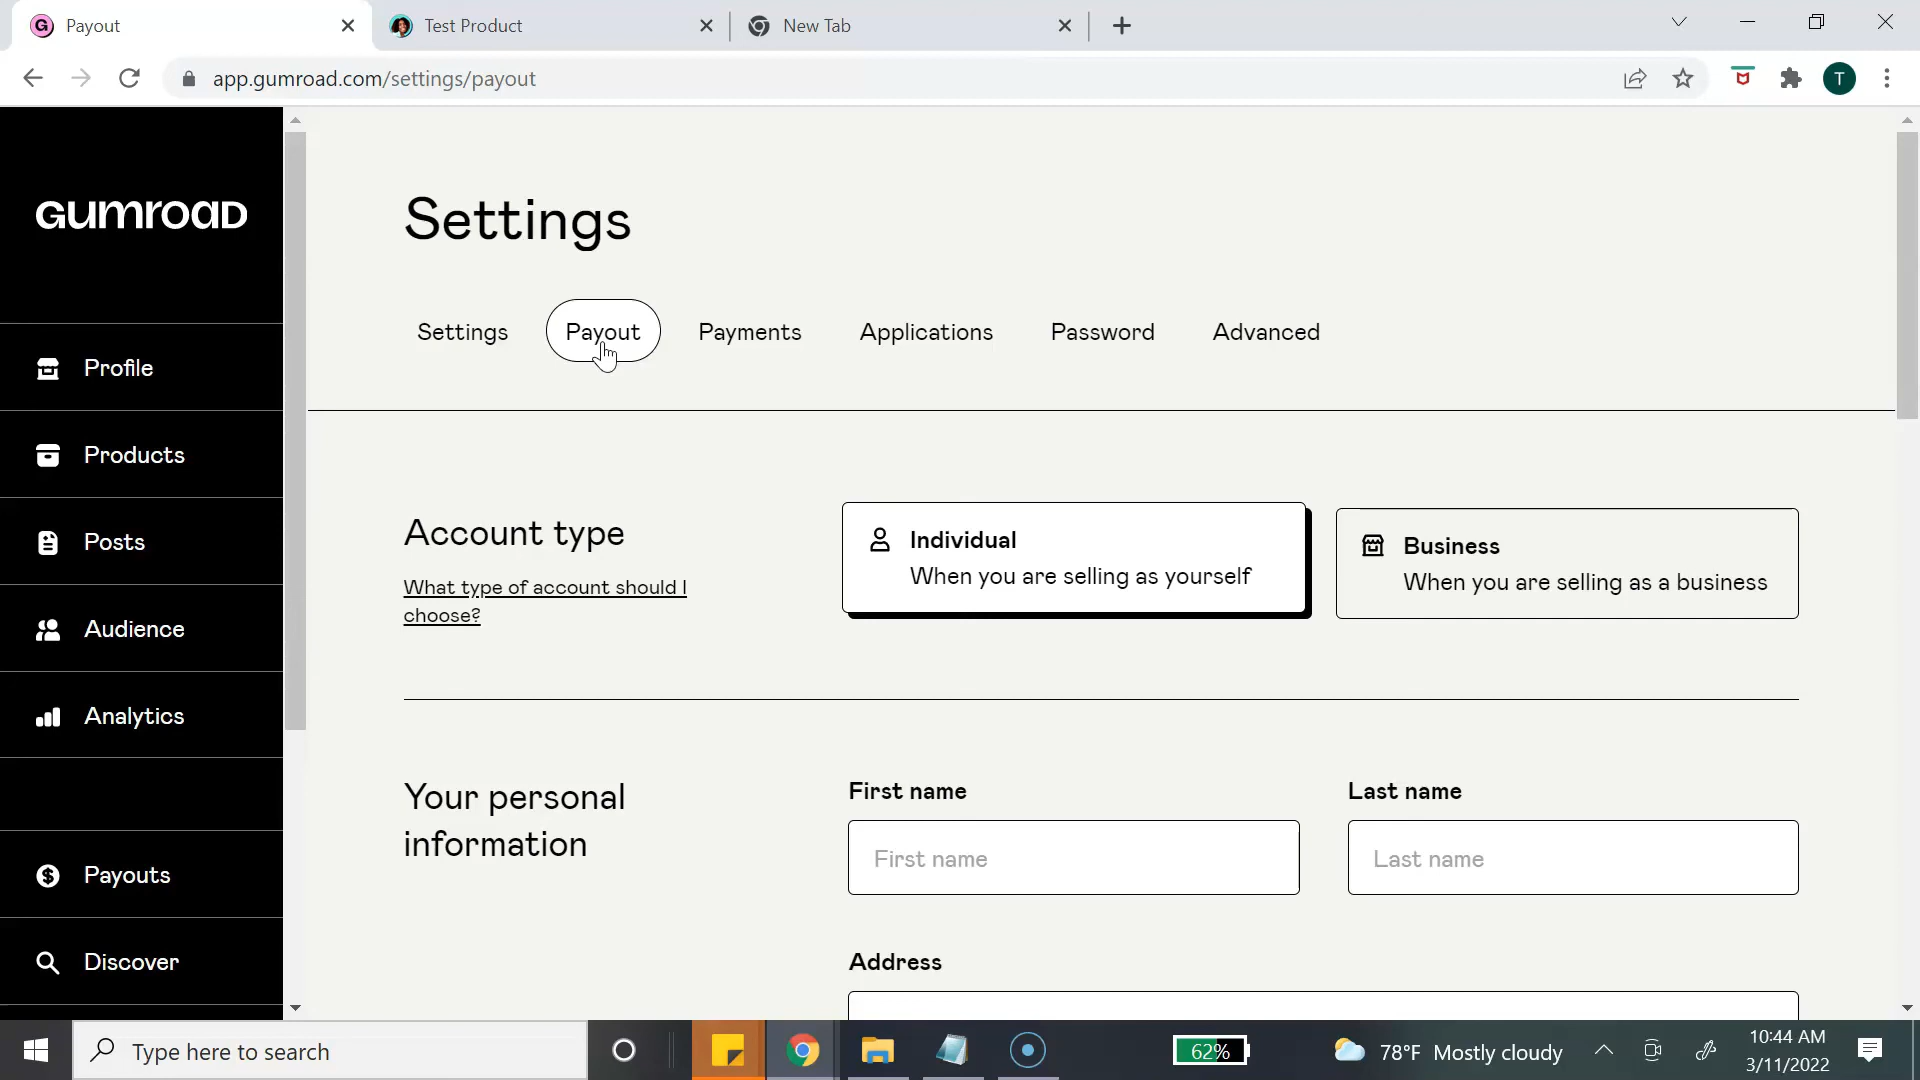 Payout
Test Product
New Tab
app.gumroad.com/settings/payout
T
GUMROAD
Profile
Products
Posts
Audience
Analytics
Payouts
Discover
Settings
Settings Payout Payments Applications Password Advanced
Account type
What type of account should I
choose?
Individual
When you are selling as yourself
Business
When you are selling as a business
Your personal
information
First name
First name
Last name
Last name
Address
Type here to search
62%
78°F Mostly cloudy
10:44 AM
3/11/2022